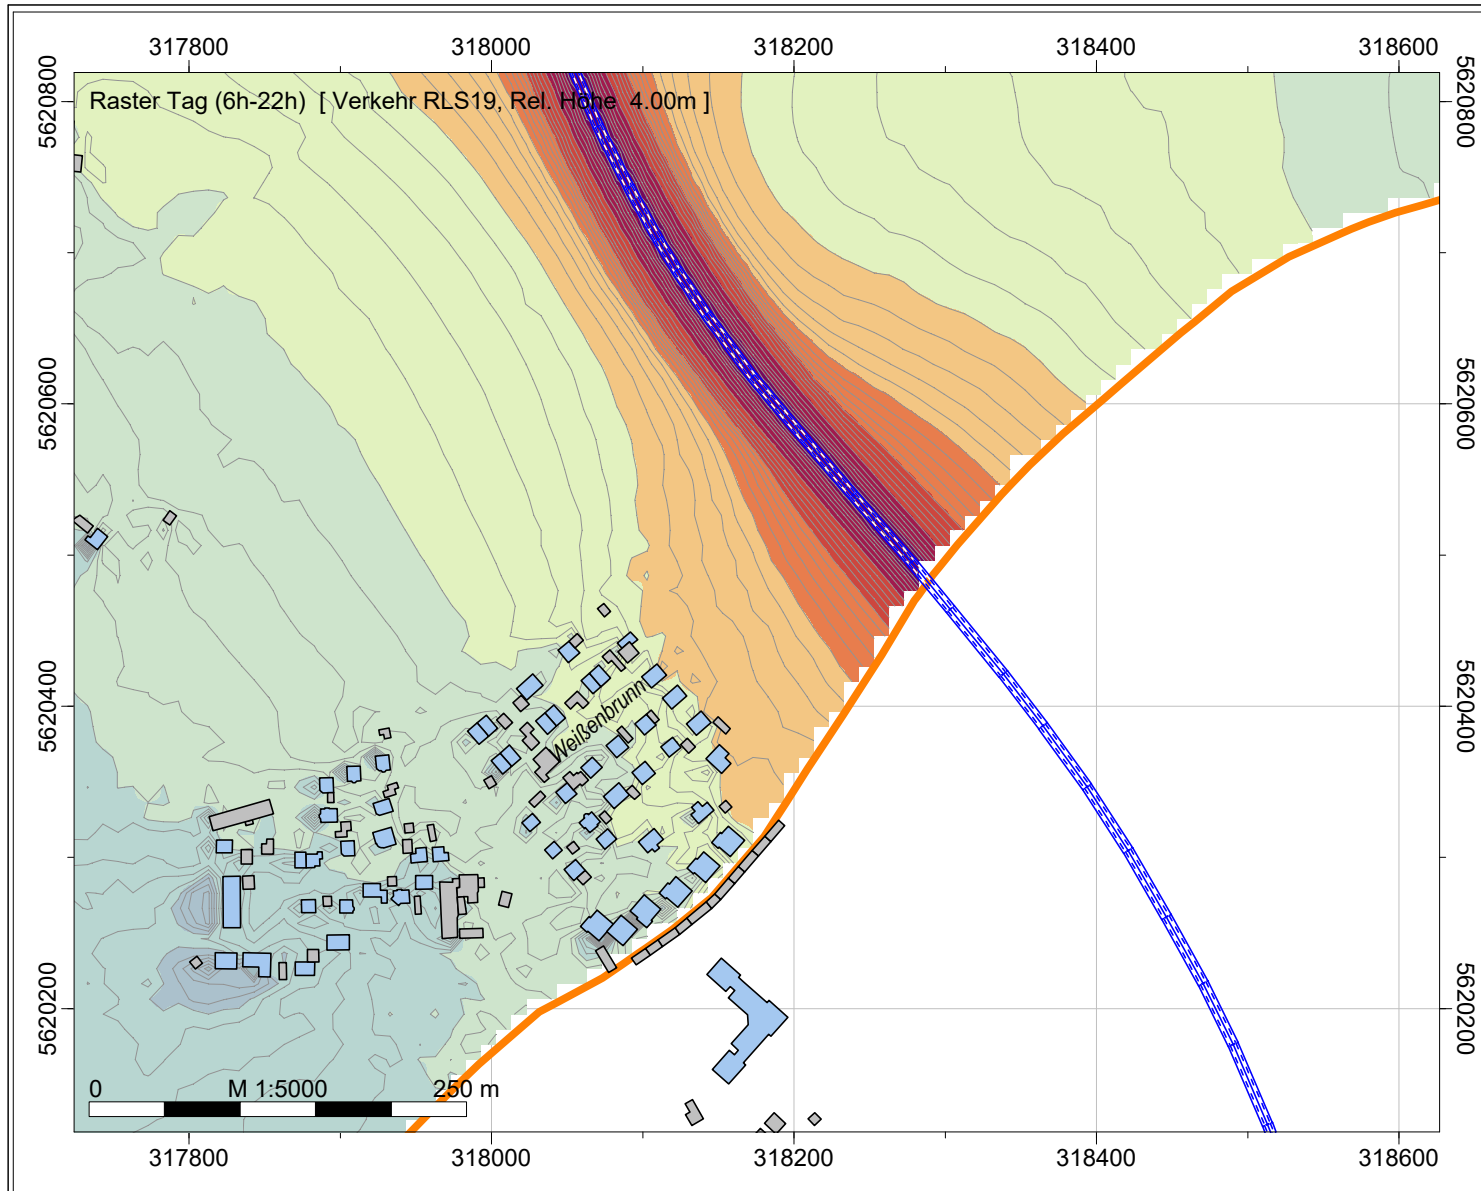 317800 318000 318200 318400 318600
Raster Tag (6h-22h) [ Verkehr RLS19, Rel. Höhe 4.00m ]
5620800 5620800
5620600 5620600
5620400 5620400
Weißenbrunn
5620200 5620200
0 M 1:5000 250 m
317800 318000 318200 318400 318600